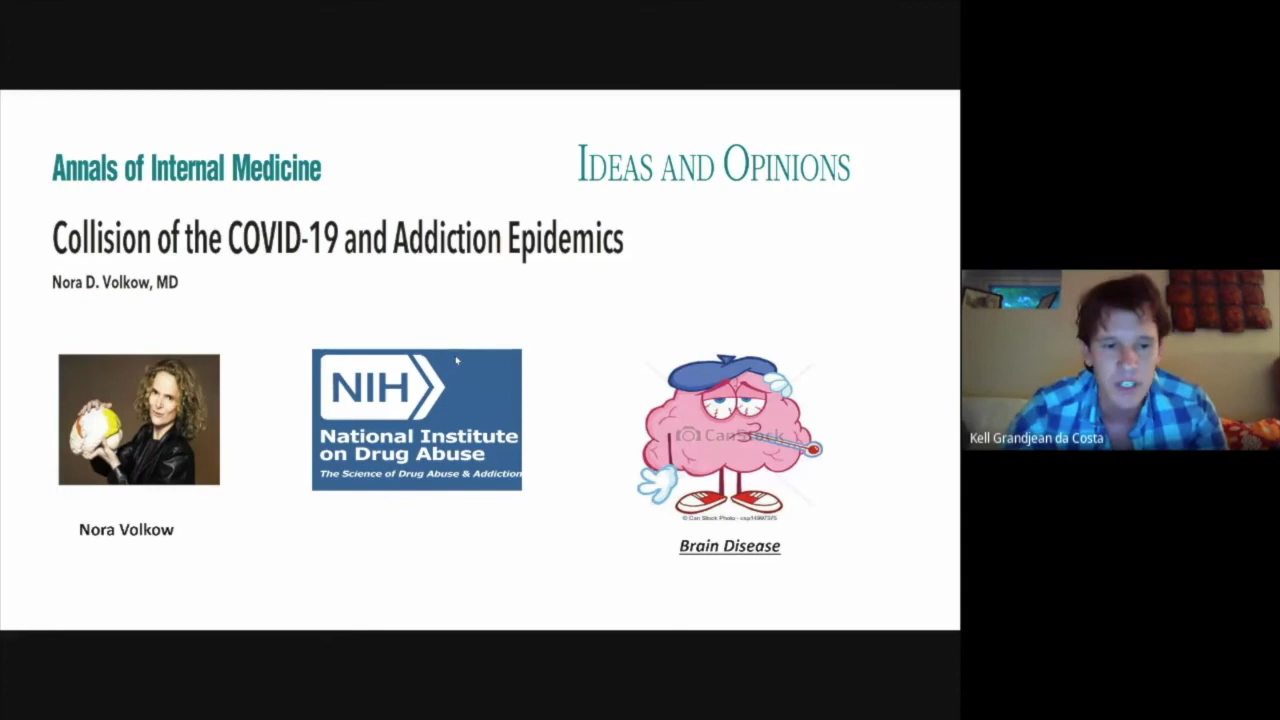 Annals of Internal Medicine
IDEAS AND OPINIONS
Collision of the COVID-19 and Addiction Epidemics
Nora D. Volkow, MD
NIH
National Institute
on Drug Abuse
The Science of Drug Abuse & Addiction
CanStock
Nora Volkow
Brain Disease
Kell Grandjean da Costa